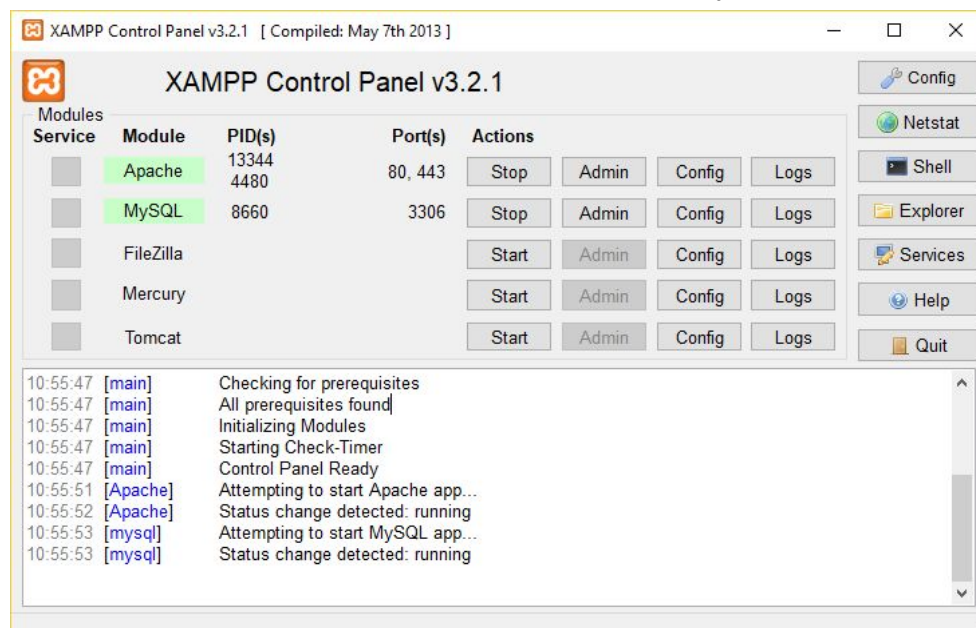 XAMPP Control Panel v3.2.1 [ Compiled: May 7th 2013 ]
XAMPP Control Panel v3.2.1
Config
Modules
Netstat
Service Module PID(s) Port(s) Actions
Apache 13344 4480 80, 443 Stop Admin Config Logs
Shell
MySQL 8660 3306 Stop Admin Config Logs
Explorer
FileZilla Start Admin Config Logs
Services
Mercury Start Admin Config Logs
Help
Tomcat Start Admin Config Logs
Quit
10:55:47 [main] Checking for prerequisites
10:55:47 [main] All prerequisites found
10:55:47 [main] Initializing Modules
10:55:47 [main] Starting Check-Timer
10:55:47 [main] Control Panel Ready
10:55:51 [Apache] Attempting to start Apache app...
10:55:52 [Apache] Status change detected: running
10:55:53 [mysql] Attempting to start MySQL app...
10:55:53 [mysql] Status change detected: running